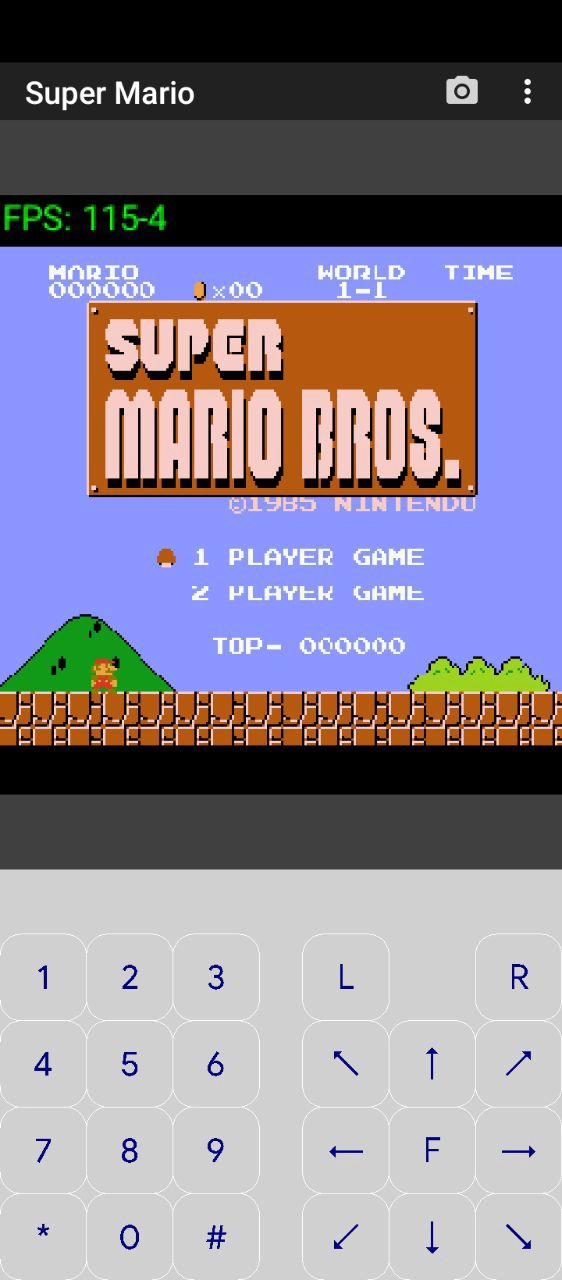 Super Mario
FPS: 115-4
MARIO WORLD TIME
000000 ×00 1-1
SUPER
MARIO BROS.
©1985 NINTENDO
1 PLAYER GAME
2 PLAYER GAME
TOP- 000000
1 2 3 L R
4 5 6 ↖ ↑ ↗
7 8 9 ← F →
* 0 # ↙ ↓ ↘